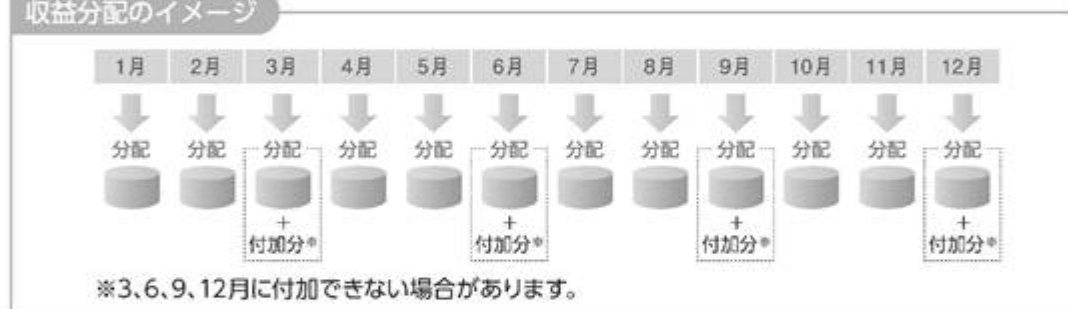 収益分配のイメージ
1月 2月 3月 4月 5月 6月 7月 8月 9月 10月 11月 12月
分配 分配 分配 分配 分配 分配 分配 分配 分配 分配 分配 分配
+ + + +
付加分※ 付加分※ 付加分※ 付加分※
※3、6、9、12月に付加できない場合があります。